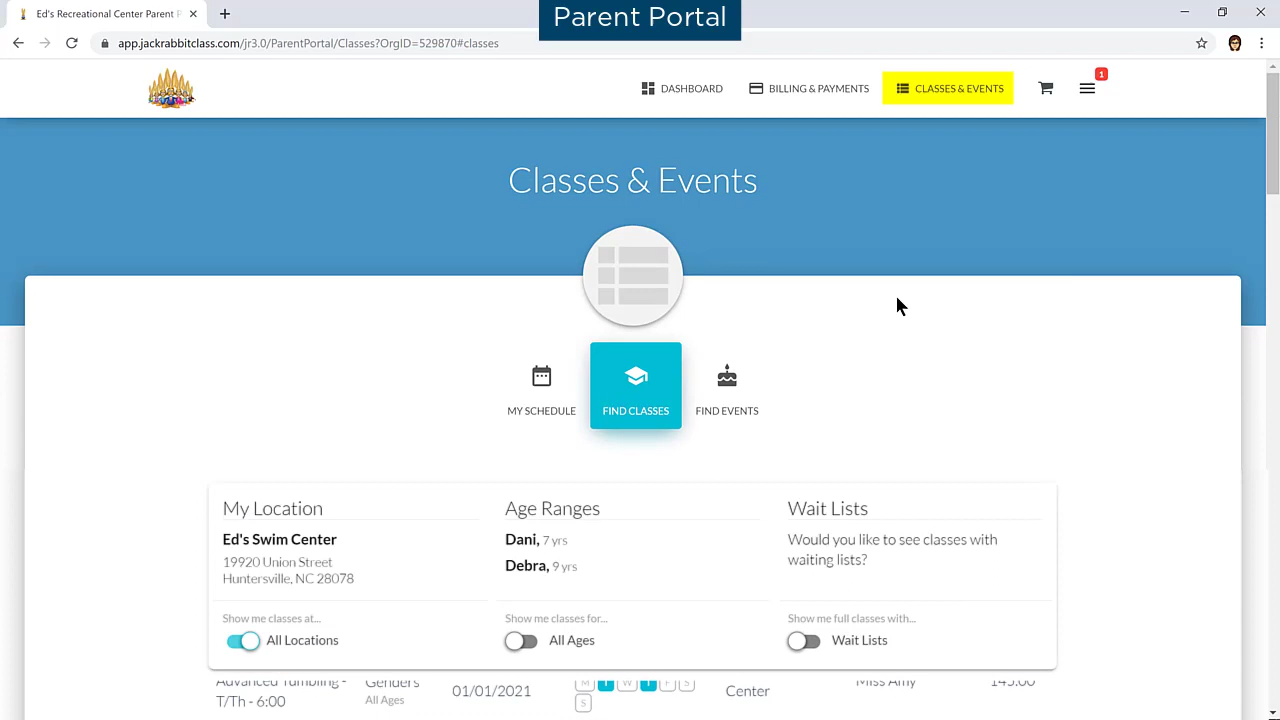 Ed's Recreational Center Parent P
Parent Portal
app.jackrabbitclass.com/jr3.0/ParentPortal/Classes?OrgID=529870#classes
DASHBOARD
BILLING & PAYMENTS
CLASSES & EVENTS
1
Classes & Events
MY SCHEDULE
FIND CLASSES
FIND EVENTS
My Location
Ed's Swim Center
19920 Union Street
Huntersville, NC 28078
Show me classes at...
All Locations
Age Ranges
Dani, 7 yrs
Debra, 9 yrs
Show me classes for...
All Ages
Wait Lists
Would you like to see classes with
waiting lists?
Show me full classes with...
Wait Lists
Advanced Tumbling -
T/Th - 6:00
Genders
All Ages
01/01/2021
M T W T F S
S
Center
Miss Amy
145.00